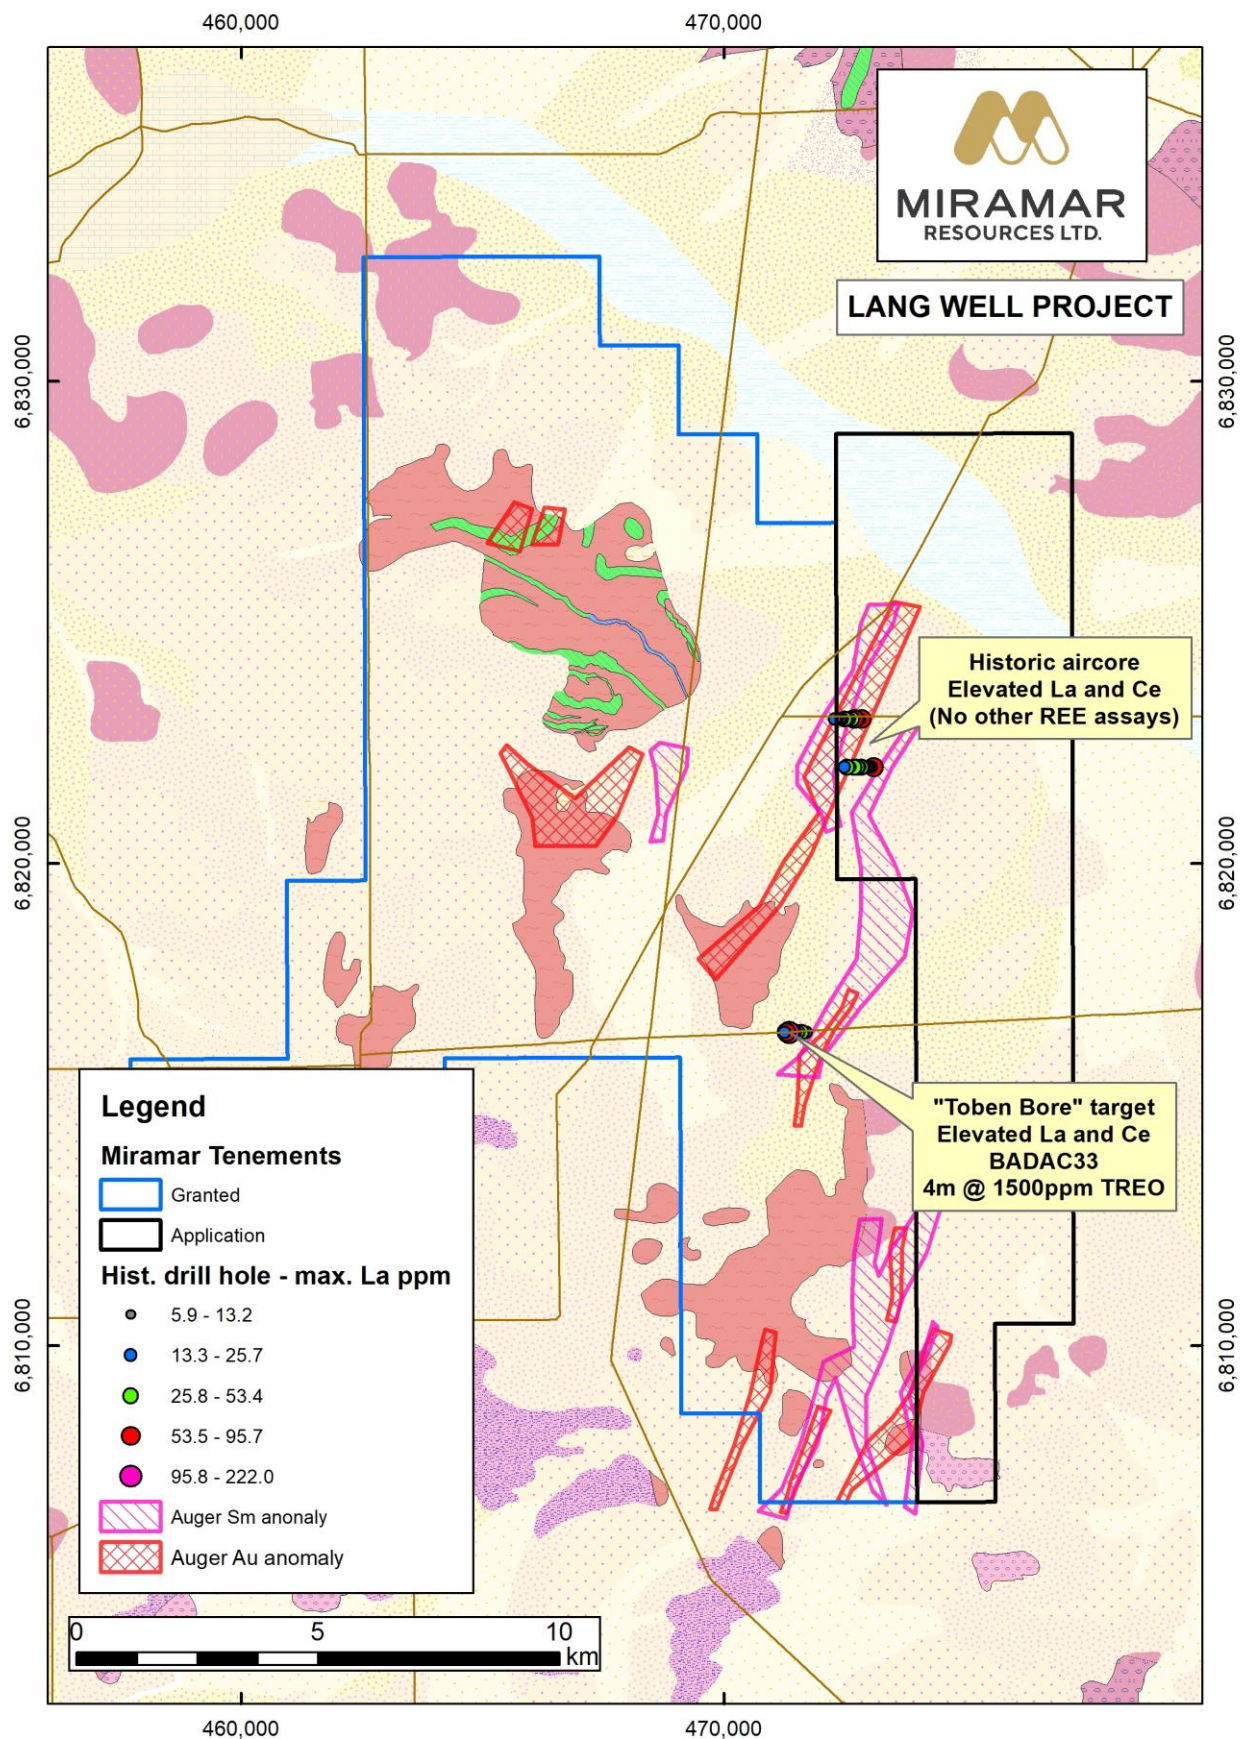 460,000
470,000
MIRAMAR
RESOURCES LTD.
LANG WELL PROJECT
6,830,000
6,830,000
Historic aircore
Elevated La and Ce
(No other REE assays)
6,820,000
6,820,000
"Toben Bore" target
Elevated La and Ce
BADAC33
4m @ 1500ppm TREO
6,810,000
6,810,000
Legend
Miramar Tenements
Granted
Application
Hist. drill hole - max. La ppm
5.9 - 13.2
13.3 - 25.7
25.8 - 53.4
53.5 - 95.7
95.8 - 222.0
Auger Sm anonaly
Auger Au anomaly
0 5 10
km
460,000
470,000